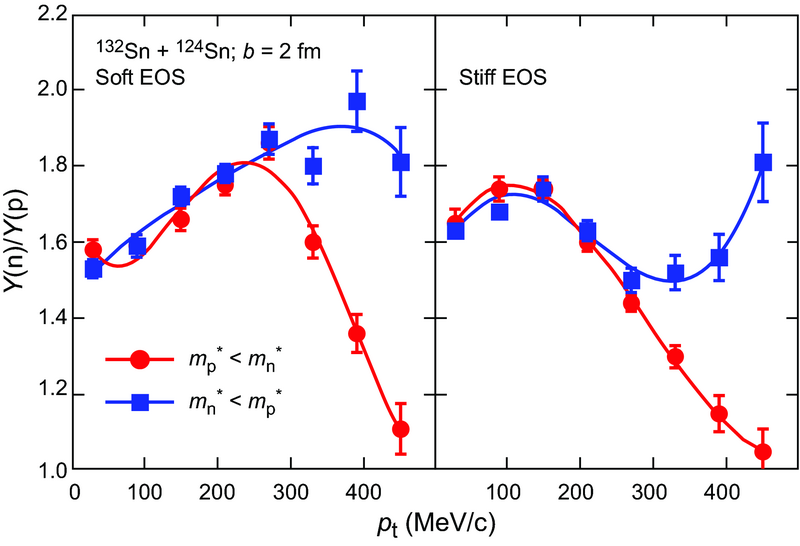 2.2
2.0
1.8
1.6
1.4
1.2
1.0
Y(n)/Y(p)
¹³²Sn + ¹²⁴Sn; b = 2 fm
Soft EOS
Stiff EOS
mₚ* < mₙ*
mₙ* < mₚ*
0 100 200 300 400
0 100 200 300 400
pₜ (MeV/c)